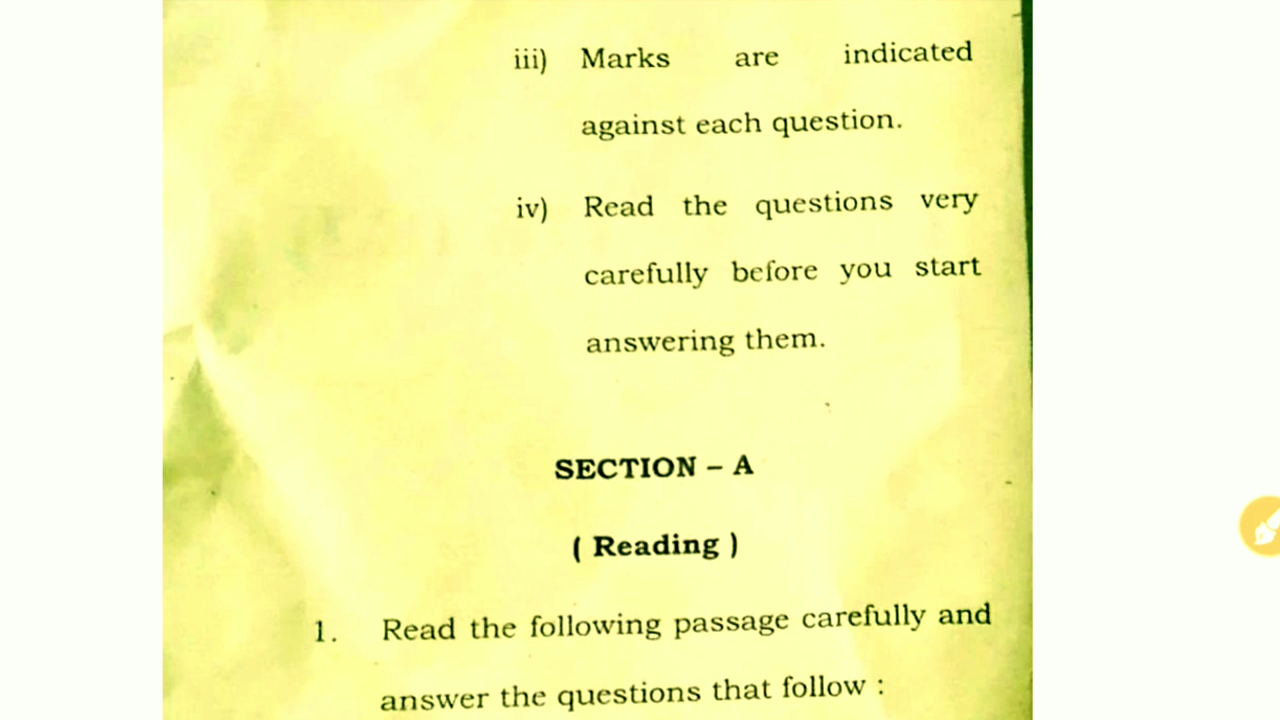 iii) Marks are indicated
against each question.
iv) Read the questions very
carefully before you start
answering them.
SECTION – A
( Reading )
1. Read the following passage carefully and
answer the questions that follow :